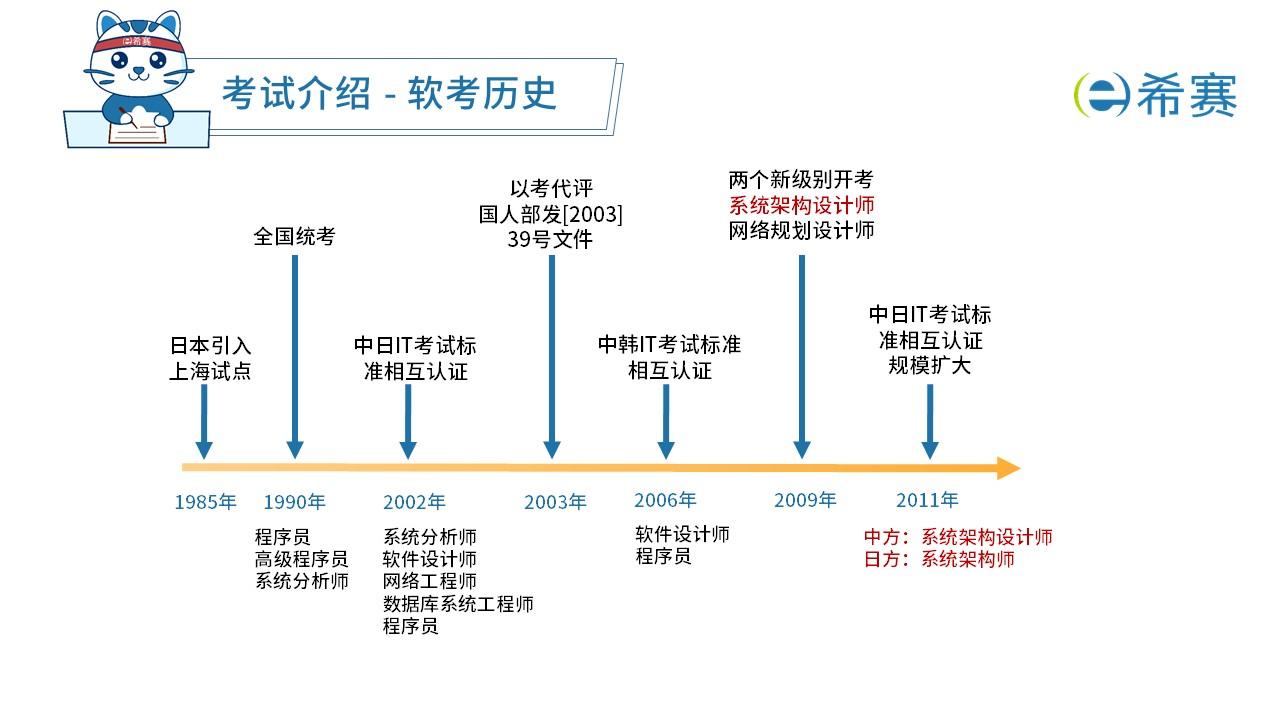 希赛
考试介绍 - 软考历史
希赛
日本引入
上海试点
全国统考
中日IT考试标
准相互认证
以考代评
国人部发[2003]
39号文件
中韩IT考试标准
相互认证
两个新级别开考
系统架构设计师
网络规划设计师
中日IT考试标
准相互认证
规模扩大
1985年
1990年
2002年
2003年
2006年
2009年
2011年
程序员
高级程序员
系统分析师
系统分析师
软件设计师
网络工程师
数据库系统工程师
程序员
软件设计师
程序员
中方：系统架构设计师
日方：系统架构师